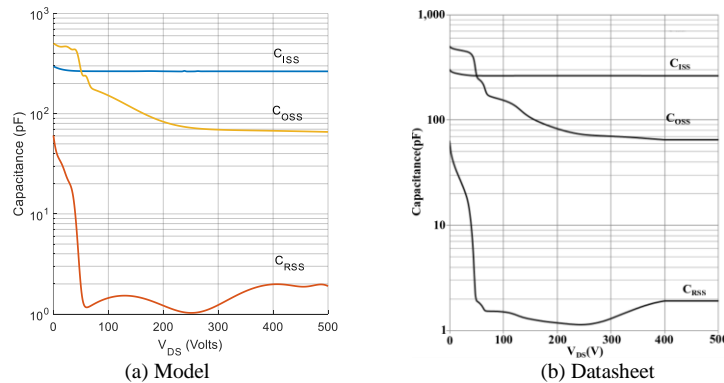 10³
10²
10¹
10⁰
Capacitance (pF)
C_ISS
C_OSS
C_RSS
0 100 200 300 400 500
V_DS (Volts)
(a) Model
1,000
100
10
1
Capacitance(pF)
C_ISS
C_OSS
C_RSS
0 100 200 300 400 500
V_DS(V)
(b) Datasheet